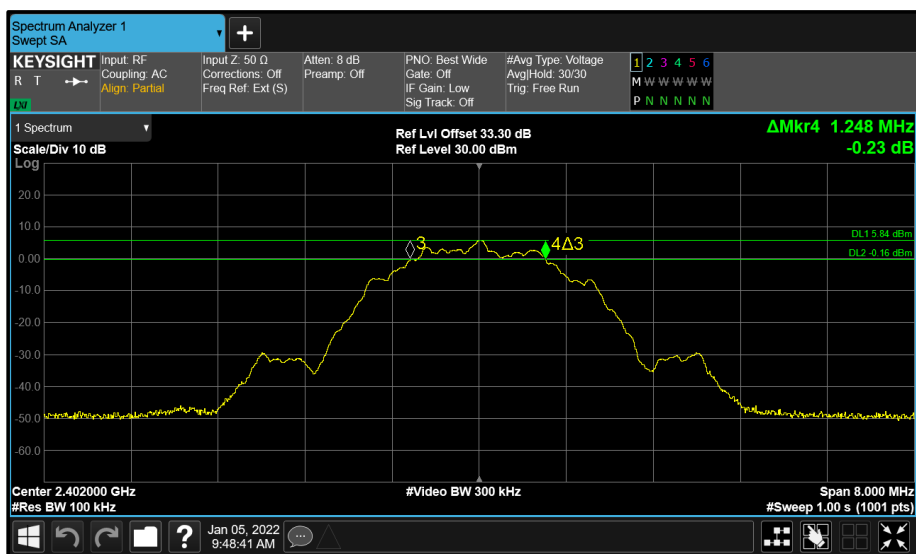 Spectrum Analyzer 1
Swept SA
KEYSIGHT
R T
LXI
Input: RF
Coupling: AC
Align: Partial
Input Z: 50 Ω
Corrections: Off
Freq Ref: Ext (S)
Atten: 8 dB
Preamp: Off
PNO: Best Wide
Gate: Off
IF Gain: Low
Sig Track: Off
#Avg Type: Voltage
Avg|Hold: 30/30
Trig: Free Run
1 2 3 4 5 6
M W W W W W
P N N N N N
1 Spectrum
Scale/Div 10 dB
Log
Ref Lvl Offset 33.30 dB
Ref Level 30.00 dBm
ΔMkr4 1.248 MHz
-0.23 dB
20.0
10.0
0.00
-10.0
-20.0
-30.0
-40.0
-50.0
-60.0
3
4Δ3
DL1 5.84 dBm
DL2 -0.16 dBm
Center 2.402000 GHz
#Video BW 300 kHz
Span 8.000 MHz
#Res BW 100 kHz
#Sweep 1.00 s (1001 pts)
?
Jan 05, 2022
9:48:41 AM